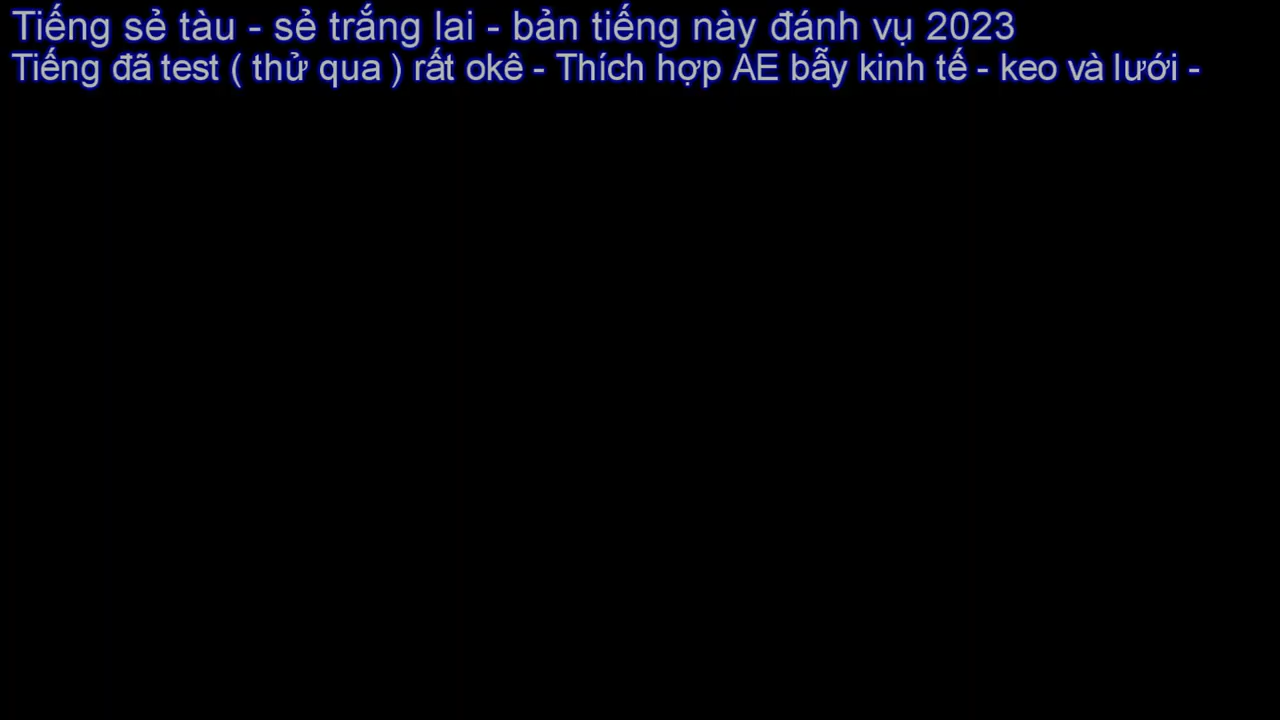 Tiếng sẻ tàu - sẻ trắng lai - bản tiếng này đánh vụ 2023
Tiếng đã test ( thử qua ) rất okê - Thích hợp AE bẫy kinh tế - keo và lưới -